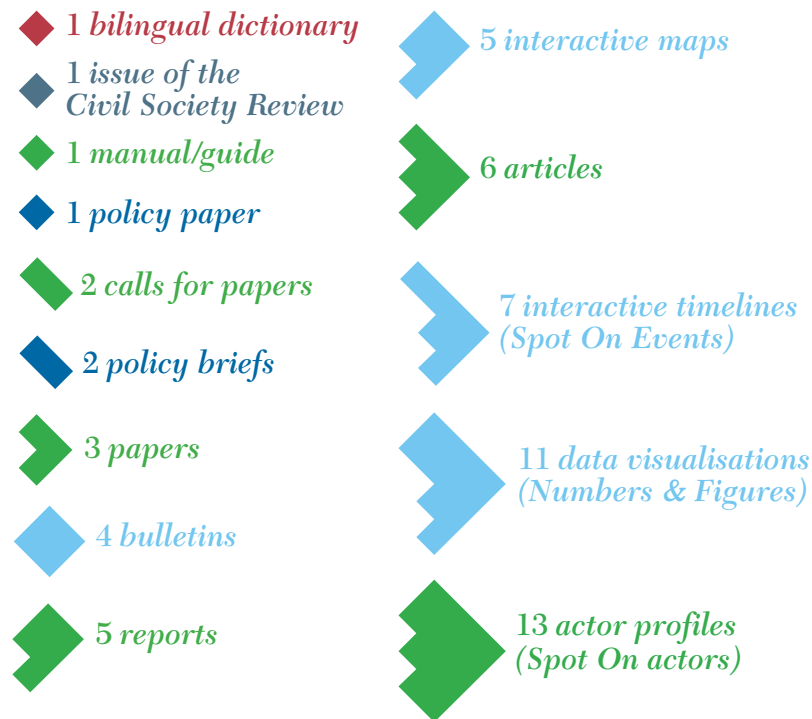 1 bilingual dictionary
1 issue of the
Civil Society Review
1 manual/guide
1 policy paper
2 calls for papers
2 policy briefs
3 papers
4 bulletins
5 reports
5 interactive maps
6 articles
7 interactive timelines
(Spot On Events)
11 data visualisations
(Numbers & Figures)
13 actor profiles
(Spot On actors)